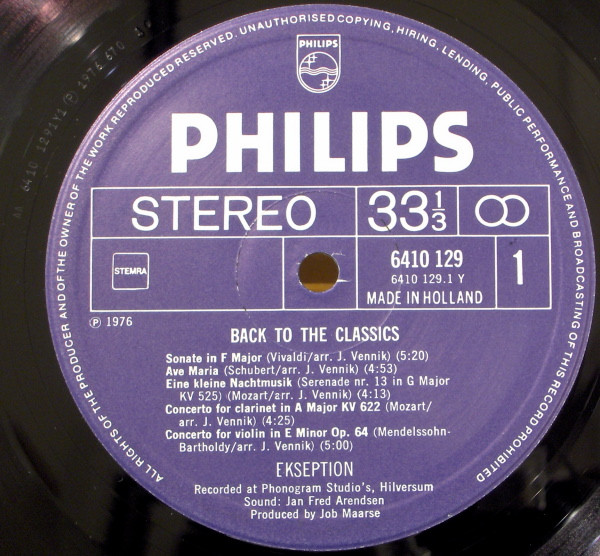 ALL RIGHTS OF THE PRODUCER AND OF THE OWNER OF THE WORK REPRODUCED RESERVED. UNAUTHORISED COPYING, HIRING, LENDING, PUBLIC PERFORMANCE AND BROADCASTING OF THIS RECORD PROHIBITED
PHILIPS
PHILIPS
STEREO 33 1/3
STEMRA
6410 129
6410 129.1 Y
MADE IN HOLLAND
1
℗ 1976
BACK TO THE CLASSICS
Sonate in F Major (Vivaldi/arr. J. Vennik) (5:20)
Ave Maria (Schubert/arr. J. Vennik) (4:53)
Eine kleine Nachtmusik (Serenade nr. 13 in G Major
KV 525) (Mozart/arr. J. Vennik) (4:13)
Concerto for clarinet in A Major KV 622 (Mozart/
arr. J. Vennik) (4:25)
Concerto for violin in E Minor Op. 64 (Mendelssohn-
Bartholdy/arr. J. Vennik) (5:00)
EKSEPTION
Recorded at Phonogram Studio's, Hilversum
Sound: Jan Fred Arendsen
Produced by Job Maarse